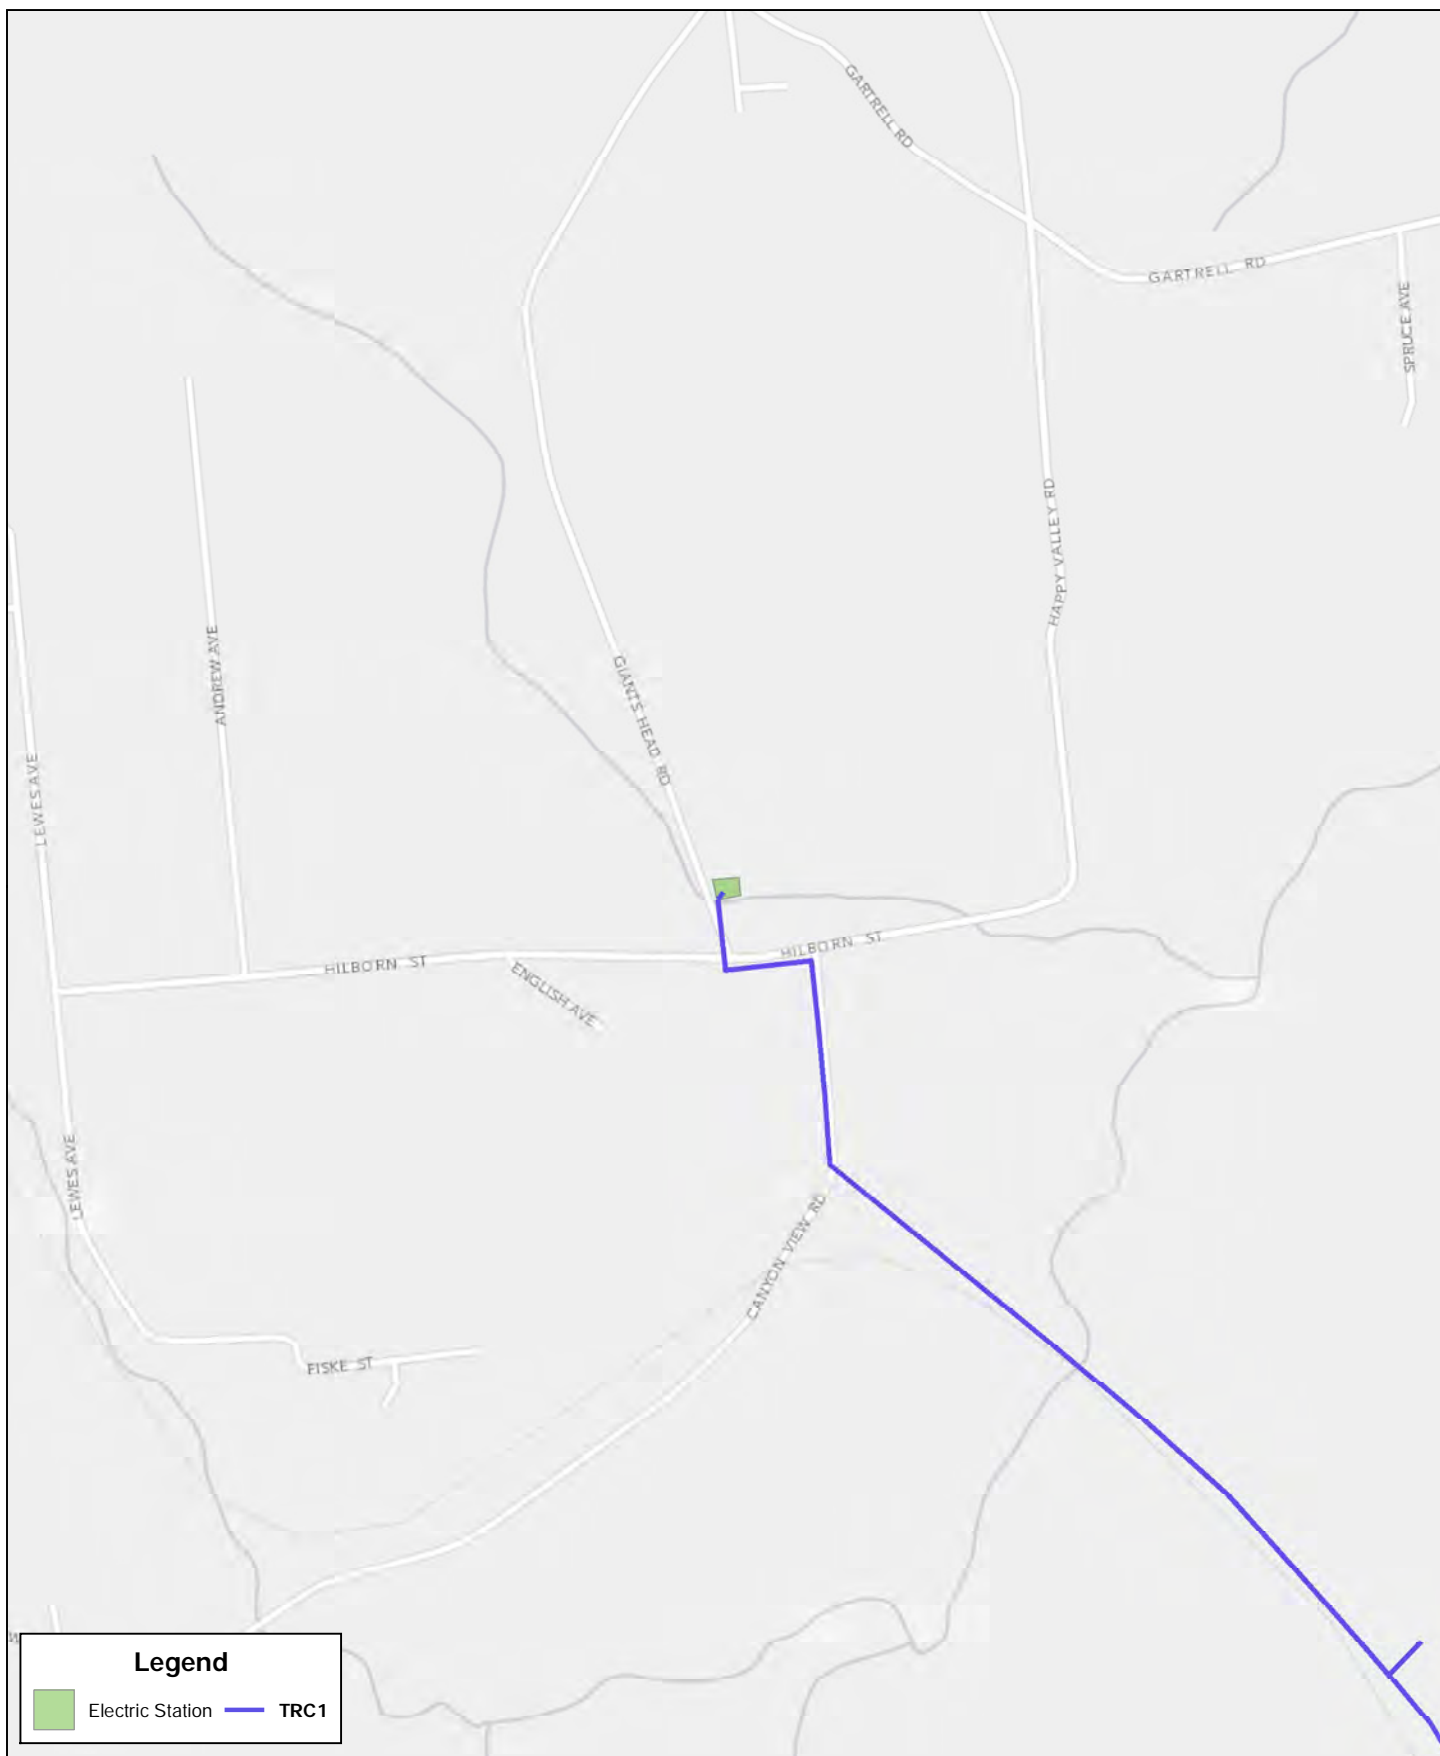 GARTRELL RD
GARTRELL RD
SPRUCE AVE
HAPPY VALLEY RD
ANDREW AVE
GIANTS HEAD RD
LEWES AVE
HILBORN ST
HILBORN ST
ENGLISH AVE
LEWES AVE
CANYON VIEW RD
FISKE ST
Legend
Electric Station
TRC1